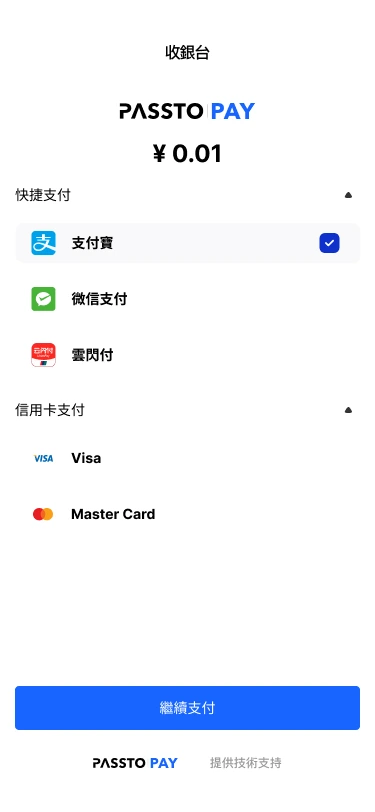 收銀台
PASSTO PAY
¥ 0.01
快捷支付
支付寶
微信支付
雲閃付
信用卡支付
VISA Visa
Master Card
繼續支付
PASSTO PAY 提供技術支持